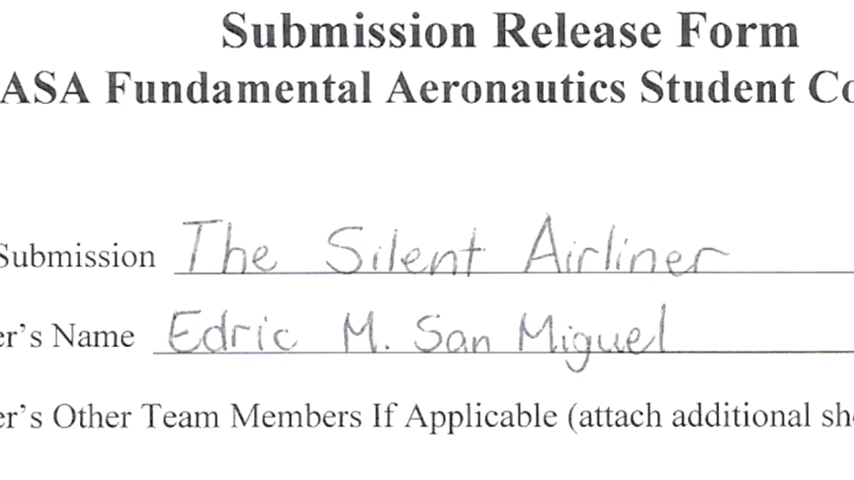 Submission Release Form
ASA Fundamental Aeronautics Student Co
Submission The Silent Airliner
er's Name Edric M. San Miguel
er's Other Team Members If Applicable (attach additional sh